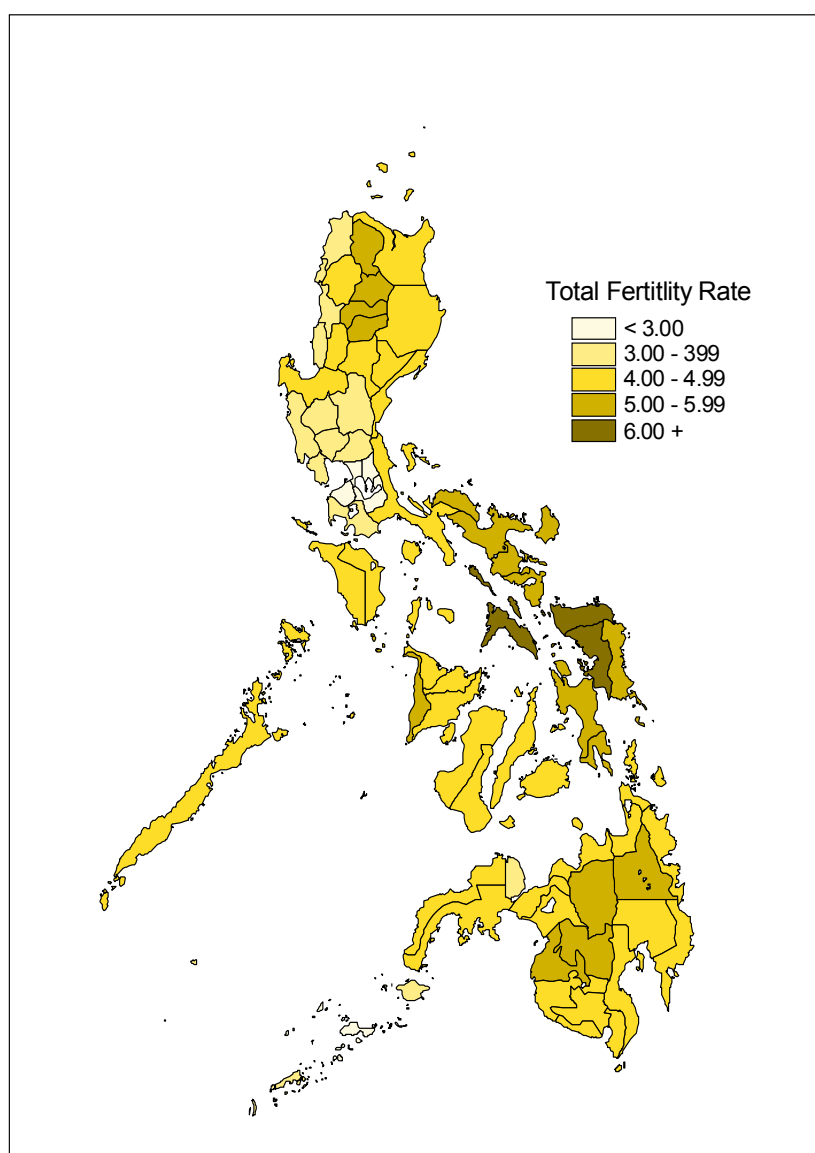 Total Fertitlity Rate
< 3.00
3.00 - 399
4.00 - 4.99
5.00 - 5.99
6.00 +